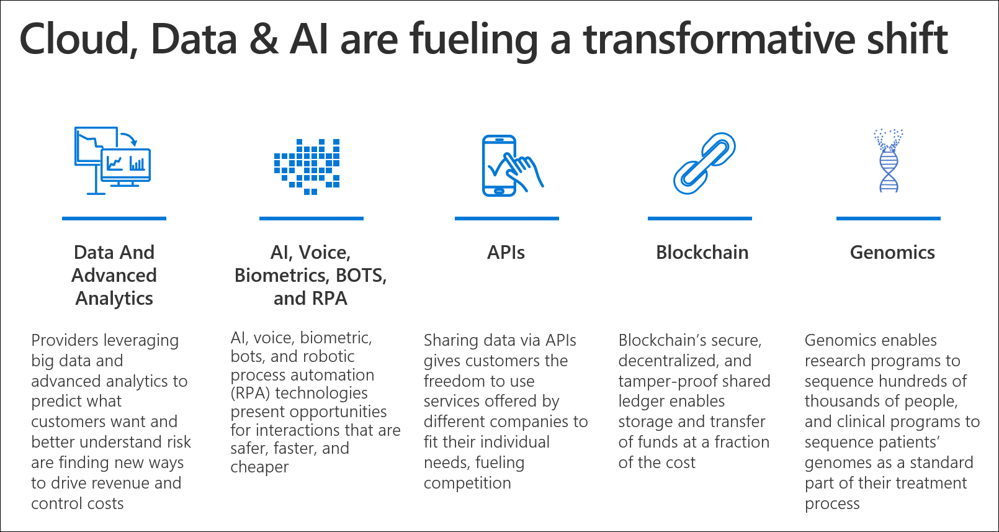 Cloud, Data & AI are fueling a transformative shift
Data And
Advanced
Analytics
Providers leveraging
big data and
advanced analytics to
predict what
customers want and
better understand risk
are finding new ways
to drive revenue and
control costs
AI, Voice,
Biometrics, BOTS,
and RPA
AI, voice, biometric,
bots, and robotic
process automation
(RPA) technologies
present opportunities
for interactions that are
safer, faster, and
cheaper
APIs
Sharing data via APIs
gives customers the
freedom to use
services offered by
different companies to
fit their individual
needs, fueling
competition
Blockchain
Blockchain’s secure,
decentralized, and
tamper-proof shared
ledger enables
storage and transfer
of funds at a fraction
of the cost
Genomics
Genomics enables
research programs to
sequence hundreds of
thousands of people,
and clinical programs to
sequence patients’
genomes as a standard
part of their treatment
process